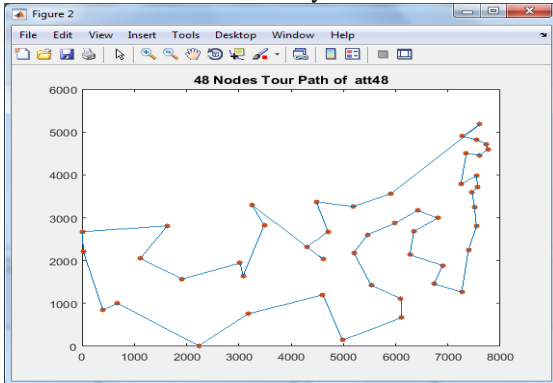 Figure 2
File Edit View Insert Tools Desktop Window Help
48 Nodes Tour Path of att48
6000
5000
4000
3000
2000
1000
0
0 1000 2000 3000 4000 5000 6000 7000 8000